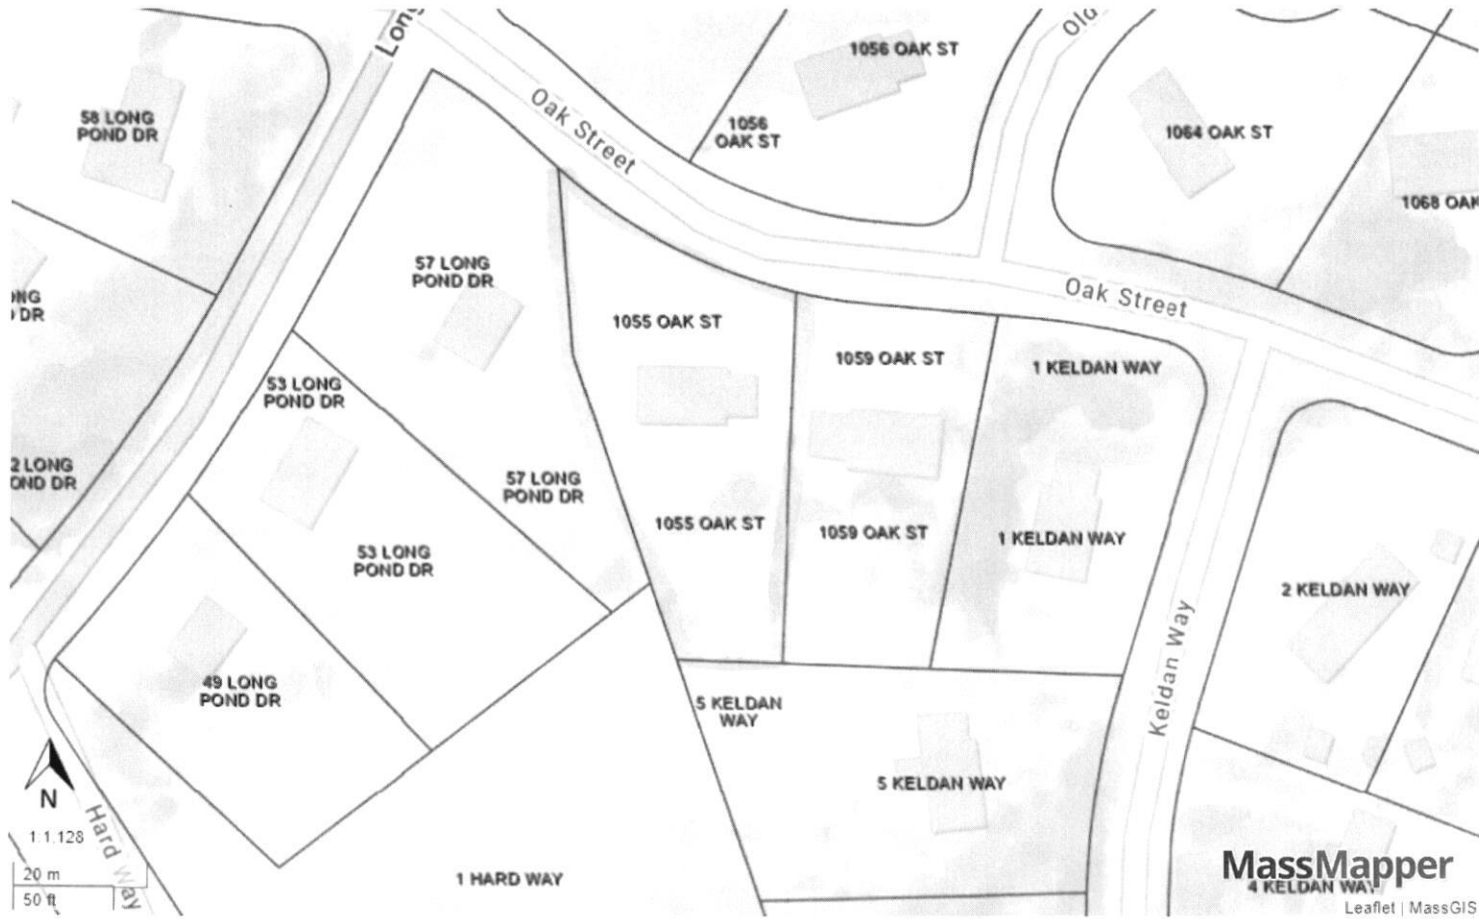 Long
Old
1056 OAK ST
58 LONG
POND DR
Oak Street
1056
OAK ST
1064 OAK ST
1068 OAK
57 LONG
POND DR
DR
Oak Street
1055 OAK ST
1059 OAK ST
1 KELDAN WAY
53 LONG
POND DR
2 LONG
OND DR
57 LONG
POND DR
1055 OAK ST
1059 OAK ST
1 KELDAN WAY
53 LONG
POND DR
2 KELDAN WAY
Keldan Way
49 LONG
POND DR
5 KELDAN
WAY
5 KELDAN WAY
N
Hard Way
1:1,128
20 m
50 ft
1 HARD WAY
MassMapper
4 KELDAN WAY
Leaflet | MassGIS